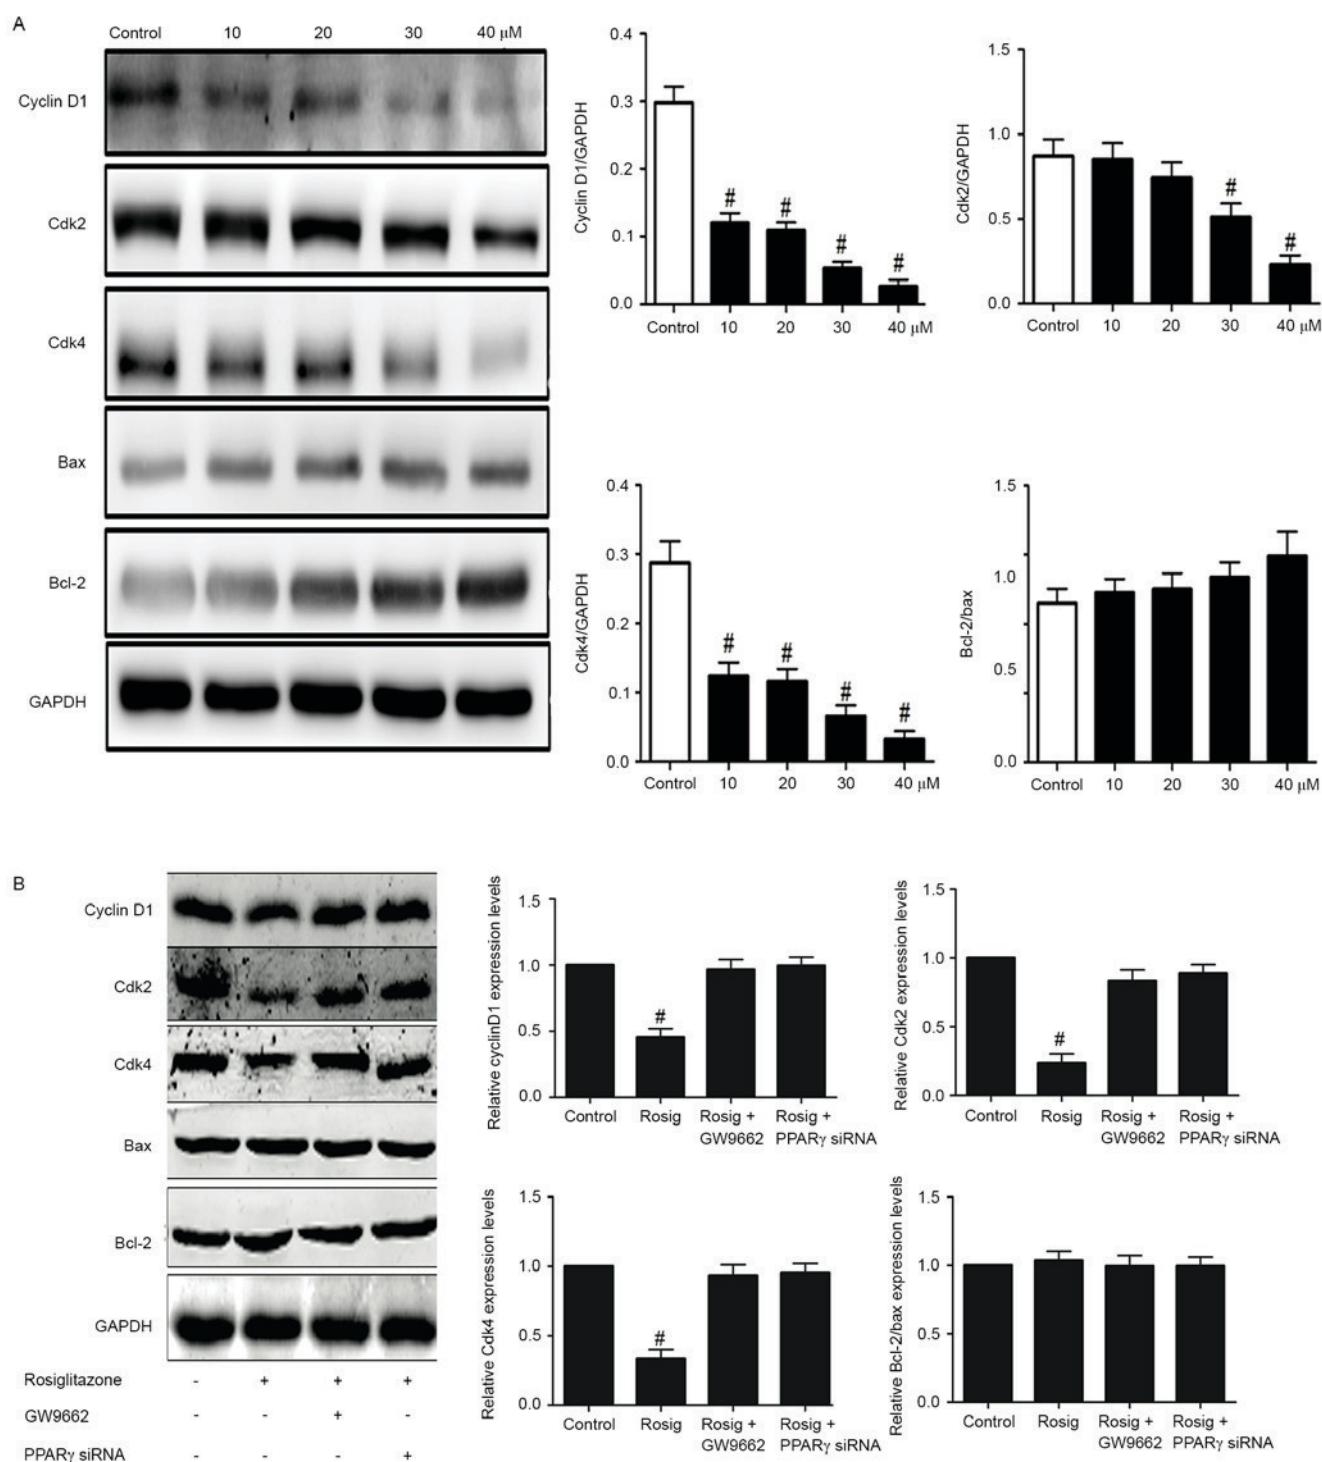 A
Control 10 20 30 40 μM
Cyclin D1
Cdk2
Cdk4
Bax
Bcl-2
GAPDH
Cyclin D1/GAPDH
0.4
0.3
0.2
0.1
0.0
# # # #
Control 10 20 30 40 μM
Cdk2/GAPDH
1.5
1.0
0.5
0.0
# #
Control 10 20 30 40 μM
Cdk4/GAPDH
0.4
0.3
0.2
0.1
0.0
# # # #
Control 10 20 30 40 μM
Bcl-2/bax
1.5
1.0
0.5
0.0
Control 10 20 30 40 μM
B
Cyclin D1
Cdk2
Cdk4
Bax
Bcl-2
GAPDH
Rosiglitazone - + + +
GW9662 - - + -
PPARγ siRNA - - - +
Relative cyclinD1 expression levels
1.5
1.0
0.5
0.0
#
Control Rosig Rosig + Rosig +
GW9662 PPARγ siRNA
Relative Cdk2 expression levels
1.5
1.0
0.5
0.0
#
Control Rosig Rosig + Rosig +
GW9662 PPARγ siRNA
Relative Cdk4 expression levels
1.5
1.0
0.5
0.0
#
Control Rosig Rosig + Rosig +
GW9662 PPARγ siRNA
Relative Bcl-2/bax expression levels
1.5
1.0
0.5
0.0
Control Rosig Rosig + Rosig +
GW9662 PPARγ siRNA